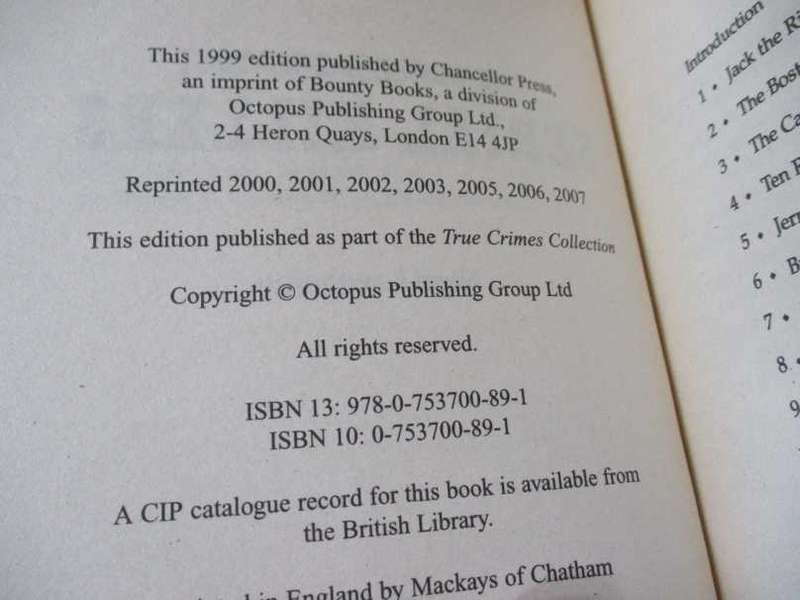 This 1999 edition published by Chancellor Press,
an imprint of Bounty Books, a division of
Octopus Publishing Group Ltd.,
2-4 Heron Quays, London E14 4JP
Reprinted 2000, 2001, 2002, 2003, 2005, 2006, 2007
This edition published as part of the True Crimes Collection
Copyright © Octopus Publishing Group Ltd
All rights reserved.
ISBN 13: 978-0-753700-89-1
ISBN 10: 0-753700-89-1
A CIP catalogue record for this book is available from
the British Library.
in England by Mackays of Chatham
Introduction
1 • Jack the
2 • The
3 • The
4 • Ten
5 •
6 •
7 •
8 •
9